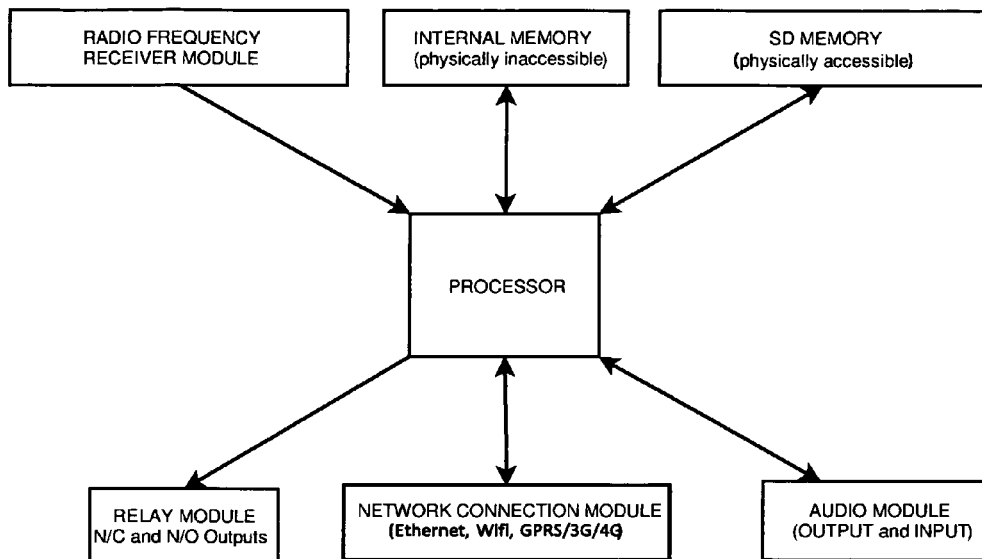 RADIO FREQUENCY
RECEIVER MODULE
INTERNAL MEMORY
(physically inaccessible)
SD MEMORY
(physically accessible)
PROCESSOR
RELAY MODULE
N/C and N/O Outputs
NETWORK CONNECTION MODULE
(Ethernet, Wifi, GPRS/3G/4G)
AUDIO MODULE
(OUTPUT and INPUT)